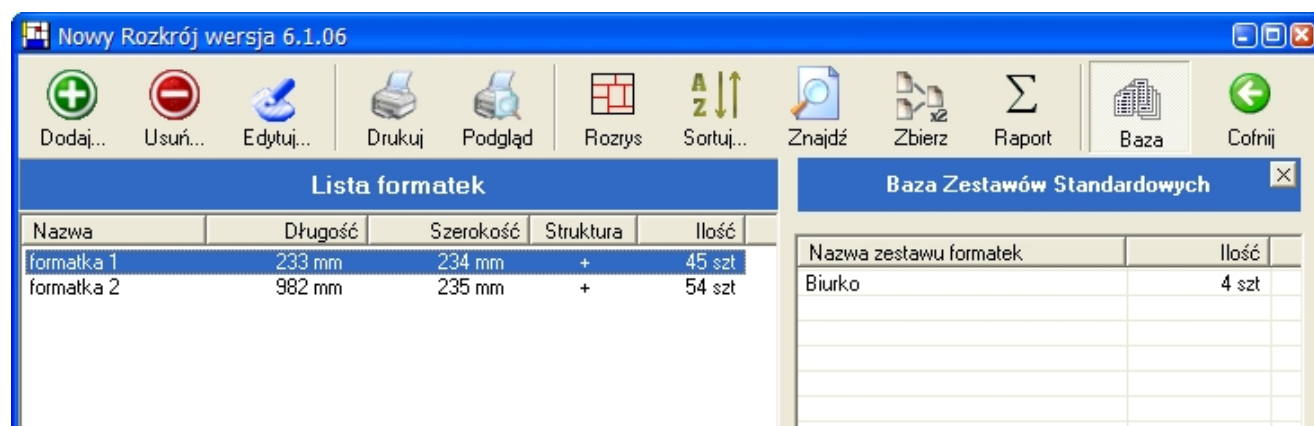 Nowy Rozkrój wersja 6.1.06
Dodaj... Usuń... Edytuj... Drukuj Podgląd Rozrys Sortuj... Znajdź Zbierz Raport Baza Cofnij
Lista formatek
Nazwa Długość Szerokość Struktura Ilość
formatka 1 233 mm 234 mm + 45 szt
formatka 2 982 mm 235 mm + 54 szt
Baza Zestawów Standardowych
Nazwa zestawu formatek Ilość
Biurko 4 szt